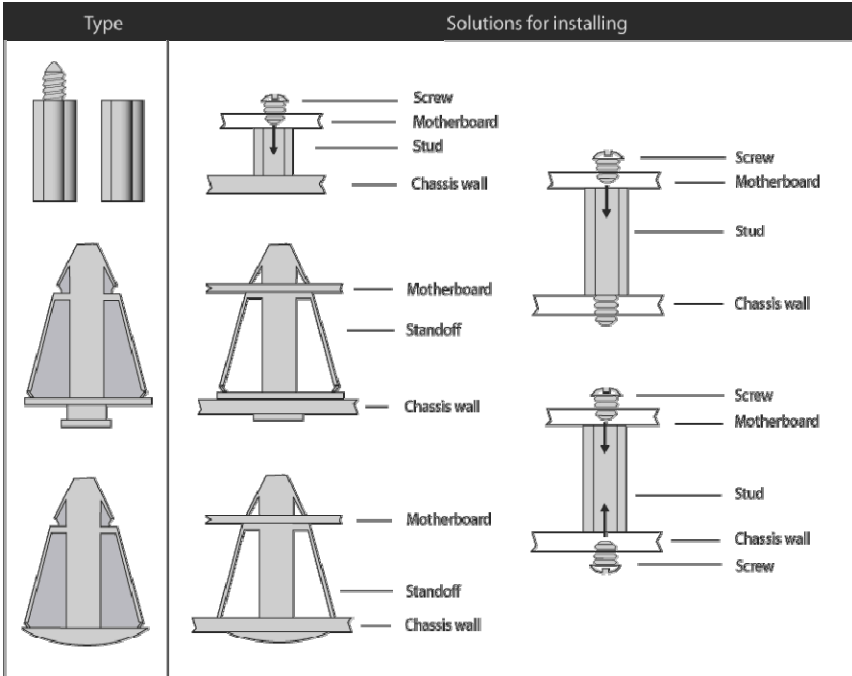 Type
Solutions for installing
Screw
Motherboard
Stud
Chassis wall
Screw
Motherboard
Stud
Chassis wall
Motherboard
Standoff
Chassis wall
Screw
Motherboard
Stud
Chassis wall
Screw
Motherboard
Standoff
Chassis wall